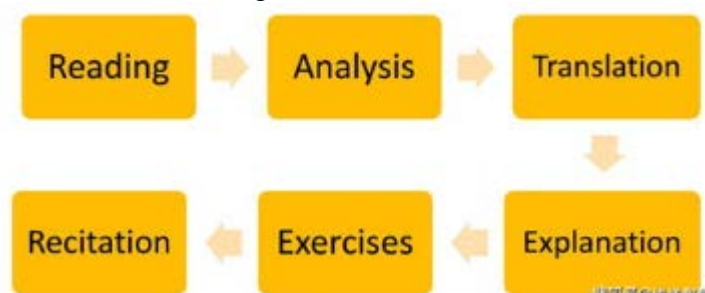 Reading
Analysis
Translation
Explanation
Exercises
Recitation